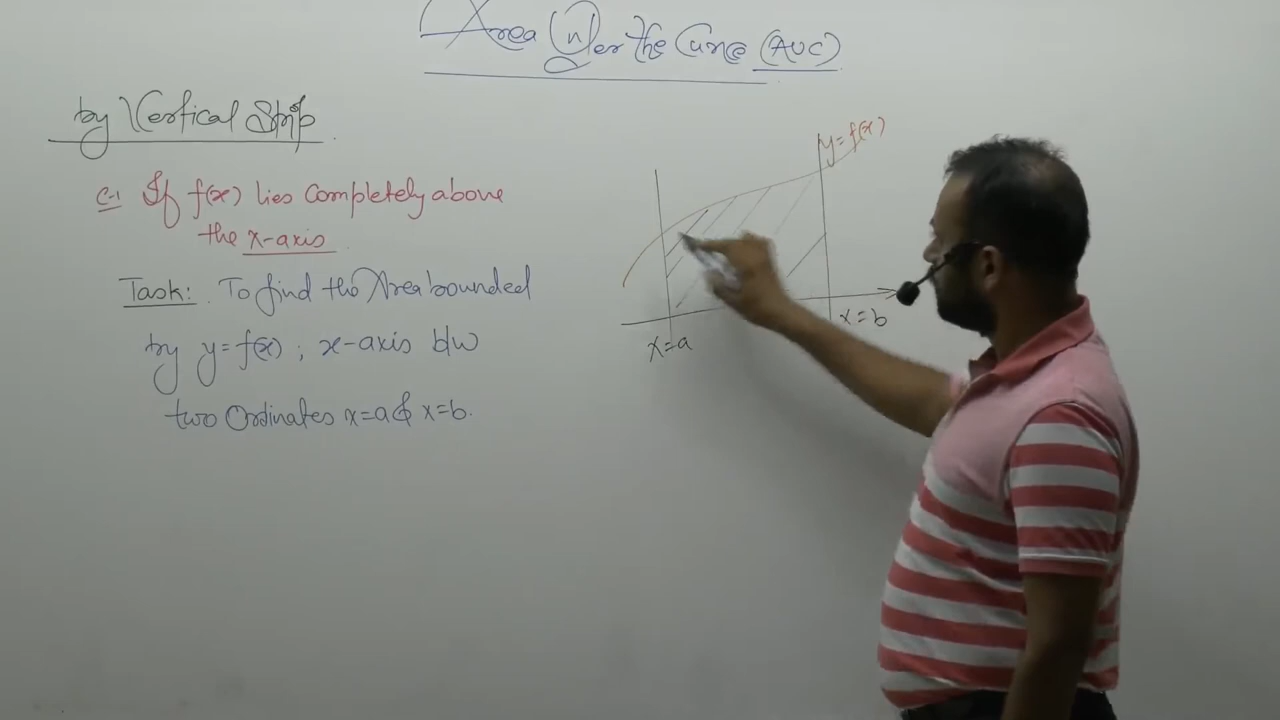 Area Under the Curve (AUC)
by Vertical Strip
C-1 If f(x) lies Completely above
the x-axis
Task: To find the Area bounded
by y=f(x) ; x-axis b/w
two Ordinates x=a & x=b.
y=f(x)
x=a
x=b